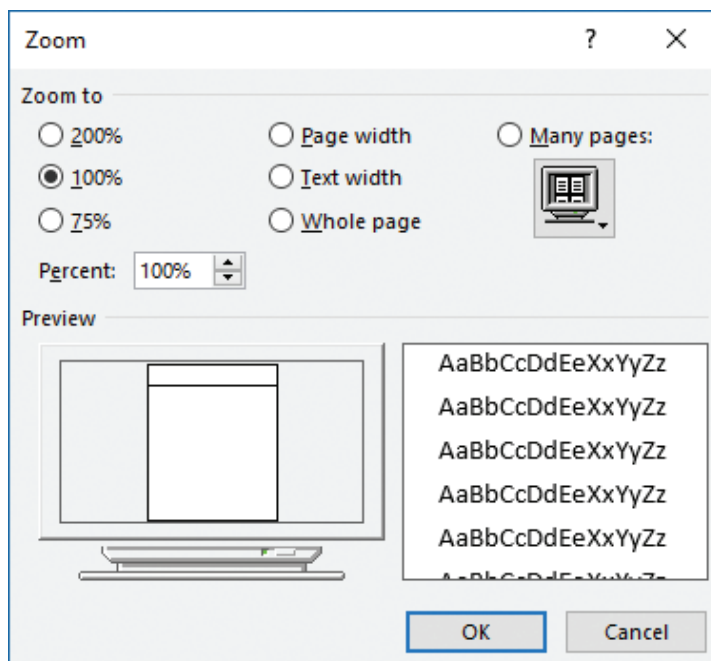 Zoom ?
Zoom to
200% Page width Many pages:
100% Text width
75% Whole page
Percent: 100%
Preview
AaBbCcDdEeXxYyZz
AaBbCcDdEeXxYyZz
AaBbCcDdEeXxYyZz
AaBbCcDdEeXxYyZz
AaBbCcDdEeXxYyZz
AaBbCcDdEeXxYyZz
OK Cancel